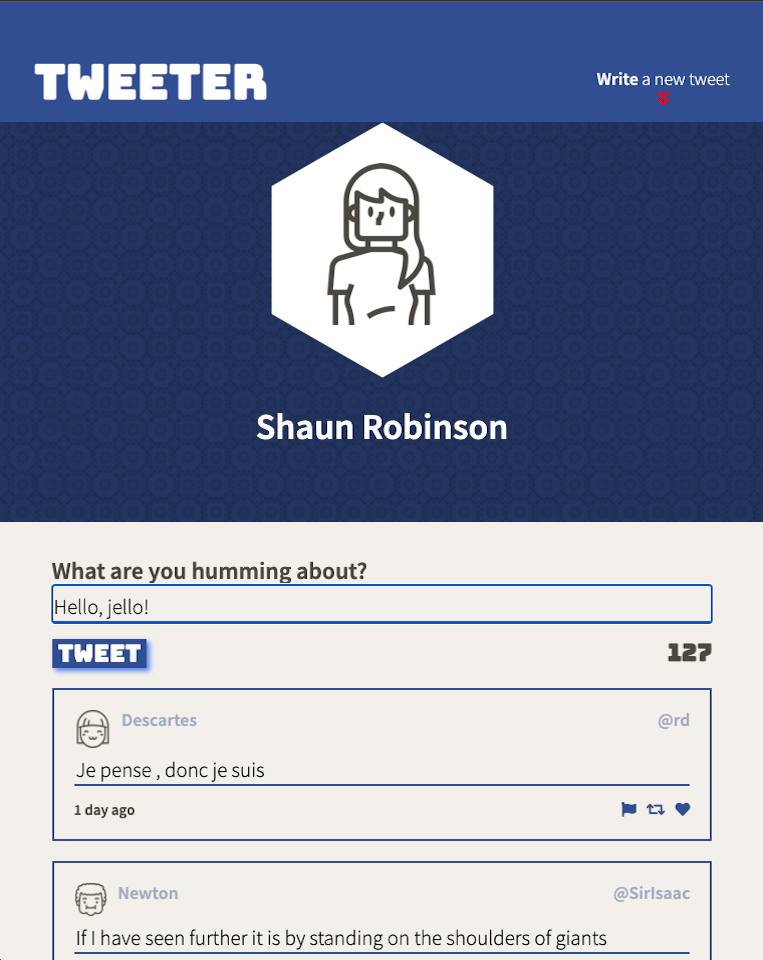 TWEETER
Write a new tweet
Shaun Robinson
What are you humming about?
Hello, jello!
TWEET
127
Descartes
@rd
Je pense , donc je suis
1 day ago
Newton
@SirIsaac
If I have seen further it is by standing on the shoulders of giants